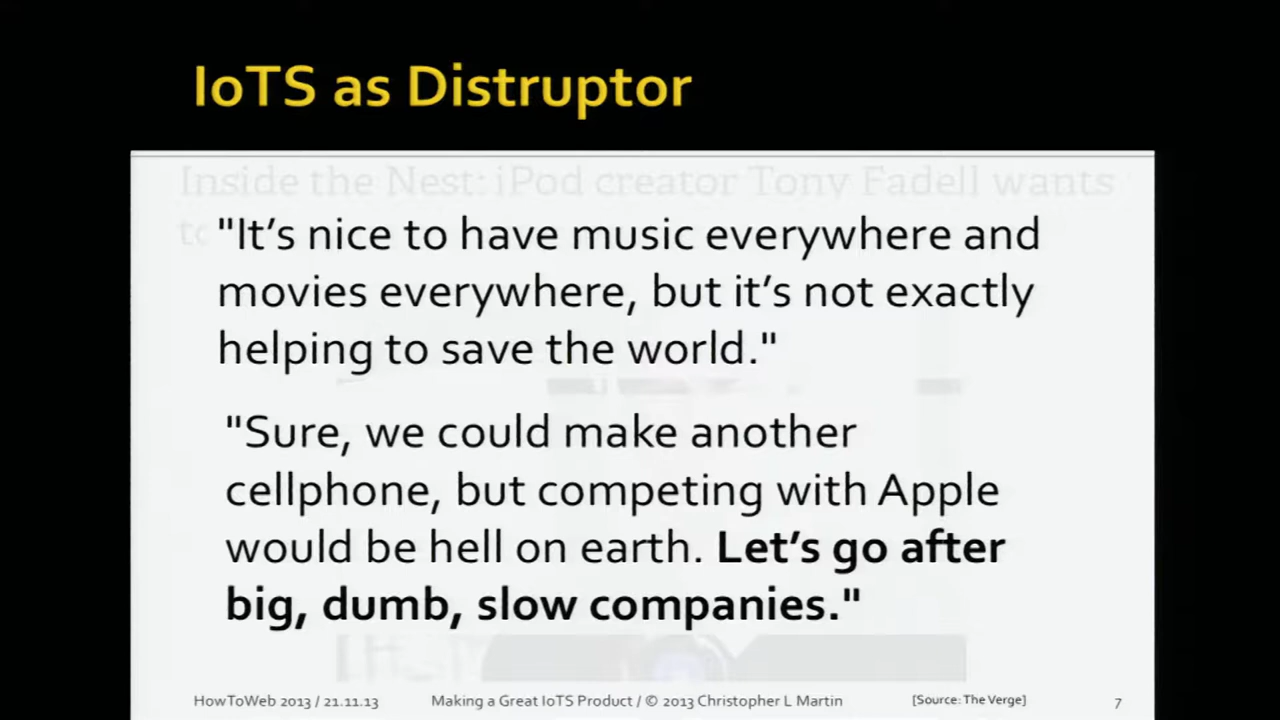 IoTS as Distruptor
Inside the Nest: iPod creator Tony Fadell wants
to
"It's nice to have music everywhere and
movies everywhere, but it's not exactly
helping to save the world."
"Sure, we could make another
cellphone, but competing with Apple
would be hell on earth. Let's go after
big, dumb, slow companies."
HowToWeb 2013 / 21.11.13 Making a Great IoTS Product / © 2013 Christopher L Martin [Source: The Verge] 7